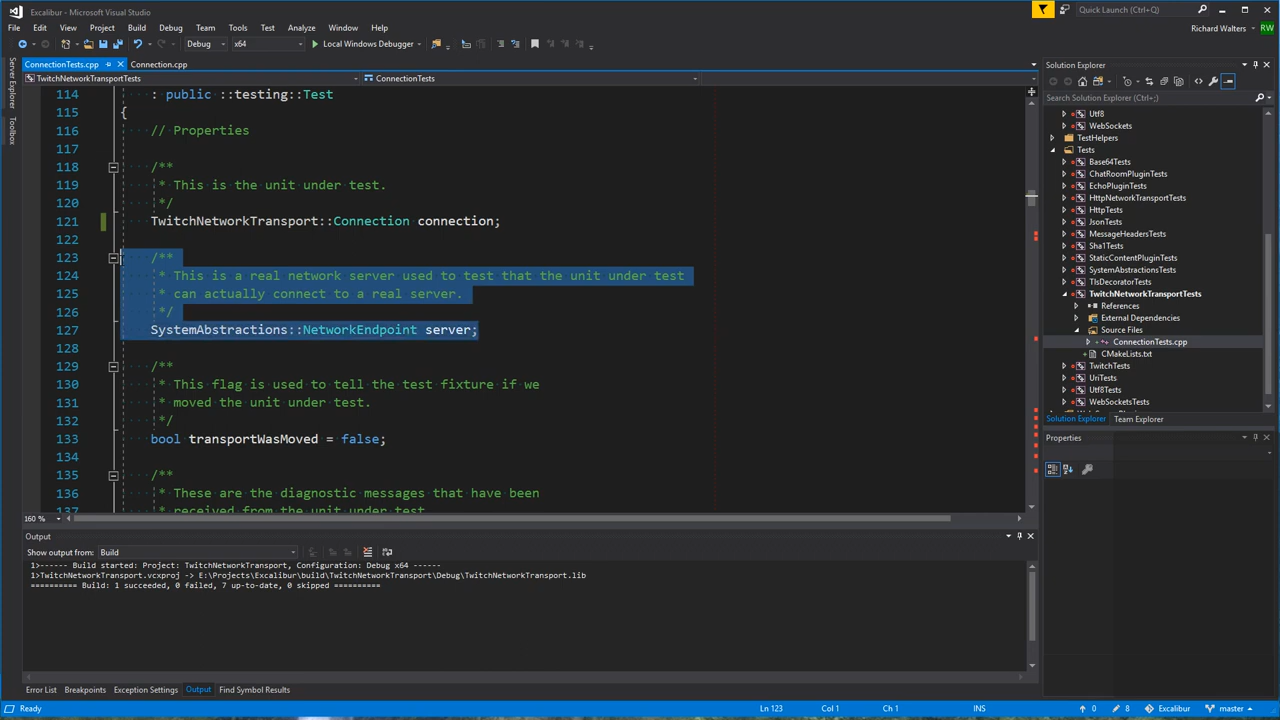 Excalibur - Microsoft Visual Studio
Quick Launch (Ctrl+Q)
File Edit View Project Build Debug Team Tools Test Analyze Window Help
Richard Walters RW
Debug x64 Local Windows Debugger
Server Explorer
Toolbox
ConnectionTests.cpp Connection.cpp
TwitchNetworkTransportTests ConnectionTests
114 : public ::testing::Test
115 {
116 // Properties
117
118 /**
119 * This is the unit under test.
120 */
121 TwitchNetworkTransport::Connection connection;
122
123 /**
124 * This is a real network server used to test that the unit under test
125 * can actually connect to a real server.
126 */
127 SystemAbstractions::NetworkEndpoint server;
128
129 /**
130 * This flag is used to tell the test fixture if we
131 * moved the unit under test.
132 */
133 bool transportWasMoved = false;
134
135 /**
136 * These are the diagnostic messages that have been
137 * received from the unit under test
160 %
Solution Explorer
Search Solution Explorer (Ctrl+;)
Utf8
WebSockets
TestHelpers
Tests
Base64Tests
ChatRoomPluginTests
EchoPluginTests
HttpNetworkTransportTests
HttpTests
JsonTests
MessageHeadersTests
Sha1Tests
StaticContentPluginTests
SystemAbstractionsTests
TlsDecoratorTests
TwitchNetworkTransportTests
References
External Dependencies
Source Files
ConnectionTests.cpp
CMakeLists.txt
TwitchTests
UriTests
Utf8Tests
WebSocketsTests
Solution Explorer Team Explorer
Properties
Output
Show output from: Build
1>------ Build started: Project: TwitchNetworkTransport, Configuration: Debug x64 ------
1>TwitchNetworkTransport.vcxproj -> E:\Projects\Excalibur\build\TwitchNetworkTransport\Debug\TwitchNetworkTransport.lib
========== Build: 1 succeeded, 0 failed, 7 up-to-date, 0 skipped ==========
Error List Breakpoints Exception Settings Output Find Symbol Results
Ready Ln 123 Col 1 Ch 1 INS 0 8 Excalibur master